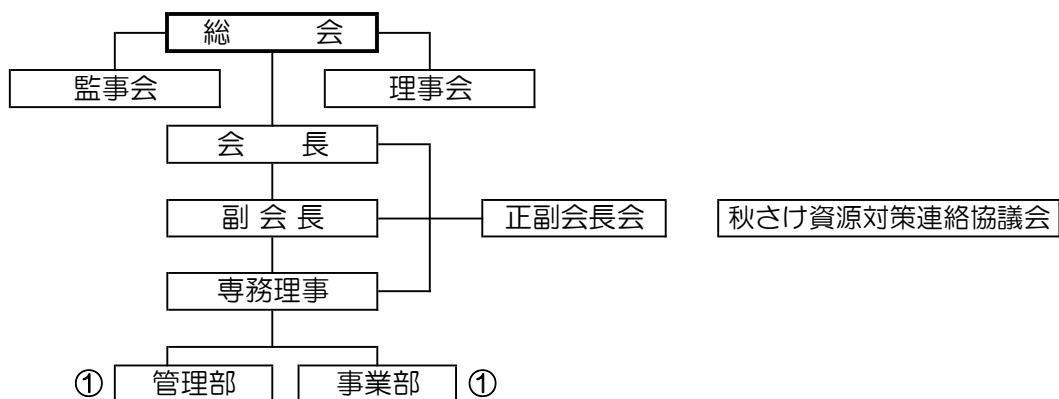 総　　会
監事会
理事会
会　　長
副 会 長
正副会長会
秋さけ資源対策連絡協議会
専務理事
① 管理部
事業部 ①